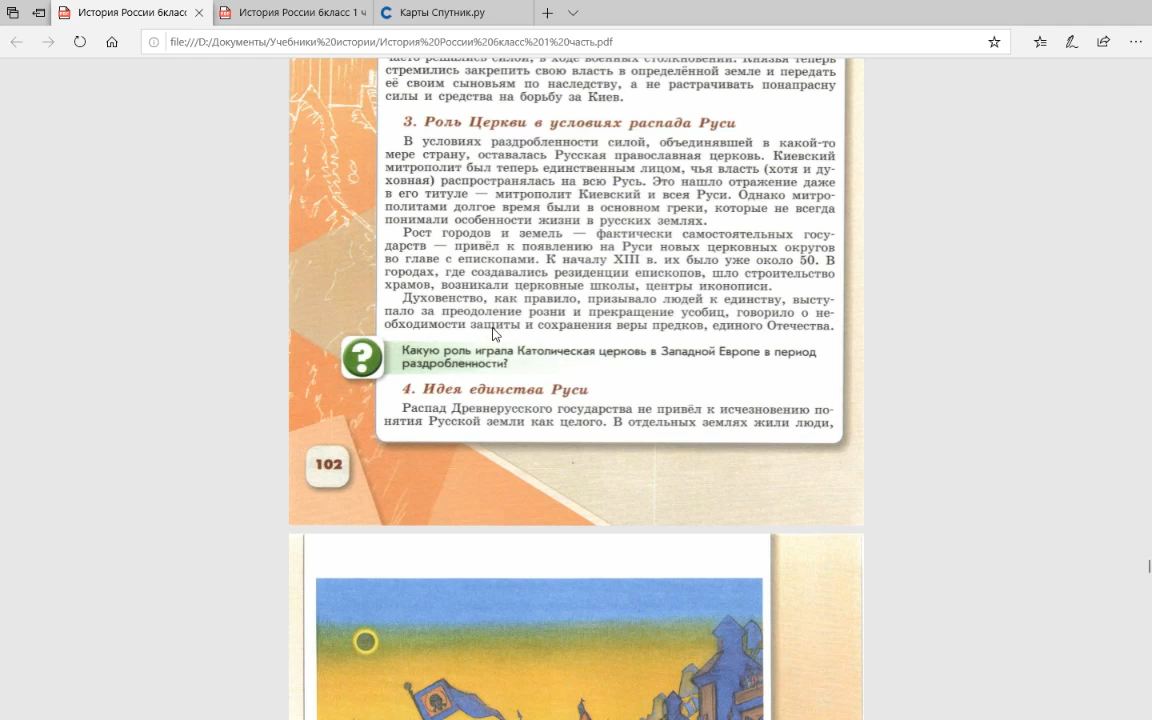 История России 6класс
История России 6класс 1 ч
Карты Спутник.ру
file:///D:/Документы/Учебники%20истории/История%20России%206класс%201%20часть.pdf
часто решались силой, в ходе военных столкновений. Князья теперь
стремились закрепить свою власть в определённой земле и передать
её своим сыновьям по наследству, а не растрачивать понапрасну
силы и средства на борьбу за Киев.
3. Роль Церкви в условиях распада Руси
В условиях раздробленности силой, объединявшей в какой-то
мере страну, оставалась Русская православная церковь. Киевский
митрополит был теперь единственным лицом, чья власть (хотя и ду-
ховная) распространялась на всю Русь. Это нашло отражение даже
в его титуле — митрополит Киевский и всея Руси. Однако митро-
политами долгое время были в основном греки, которые не всегда
понимали особенности жизни в русских землях.
Рост городов и земель — фактически самостоятельных госу-
дарств — привёл к появлению на Руси новых церковных округов
во главе с епископами. К началу XIII в. их было уже около 50. В
городах, где создавались резиденции епископов, шло строительство
храмов, возникали церковные школы, центры иконописи.
Духовенство, как правило, призывало людей к единству, высту-
пало за преодоление розни и прекращение усобиц, говорило о не-
обходимости защиты и сохранения веры предков, единого Отечества.
?
Какую роль играла Католическая церковь в Западной Европе в период
раздробленности?
4. Идея единства Руси
Распад Древнерусского государства не привёл к исчезновению по-
нятия Русской земли как целого. В отдельных землях жили люди,
102